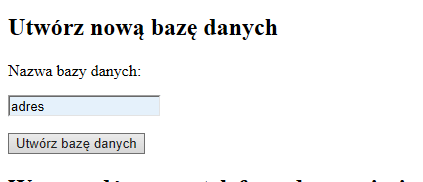 Utwórz nową bazę danych
Nazwa bazy danych:
adres
Utwórz bazę danych